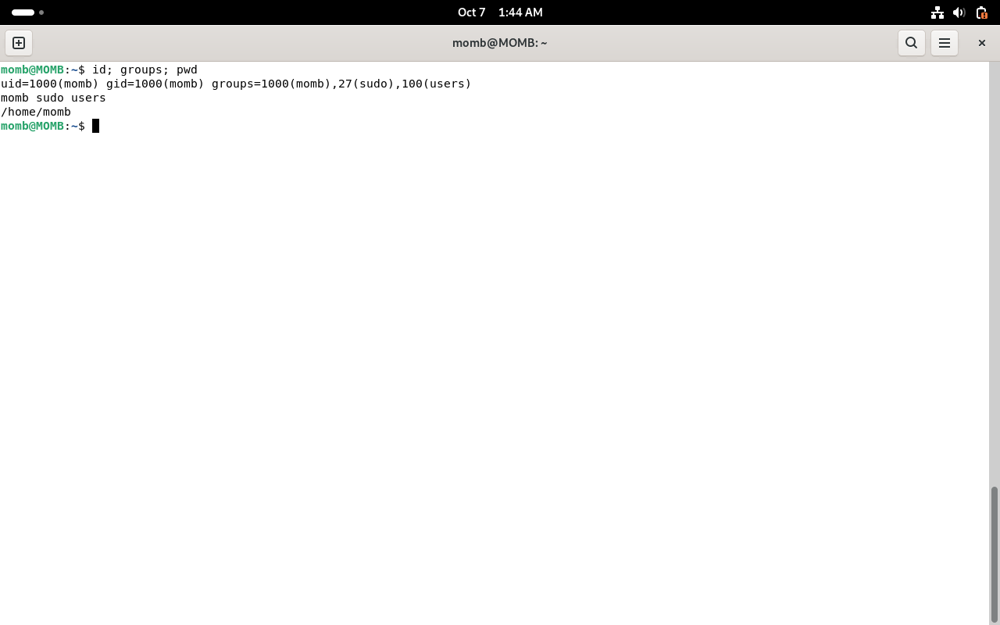 Oct 7 1:44 AM
momb@MOMB: ~
momb@MOMB:~$ id; groups; pwd
uid=1000(momb) gid=1000(momb) groups=1000(momb),27(sudo),100(users)
momb sudo users
/home/momb
momb@MOMB:~$